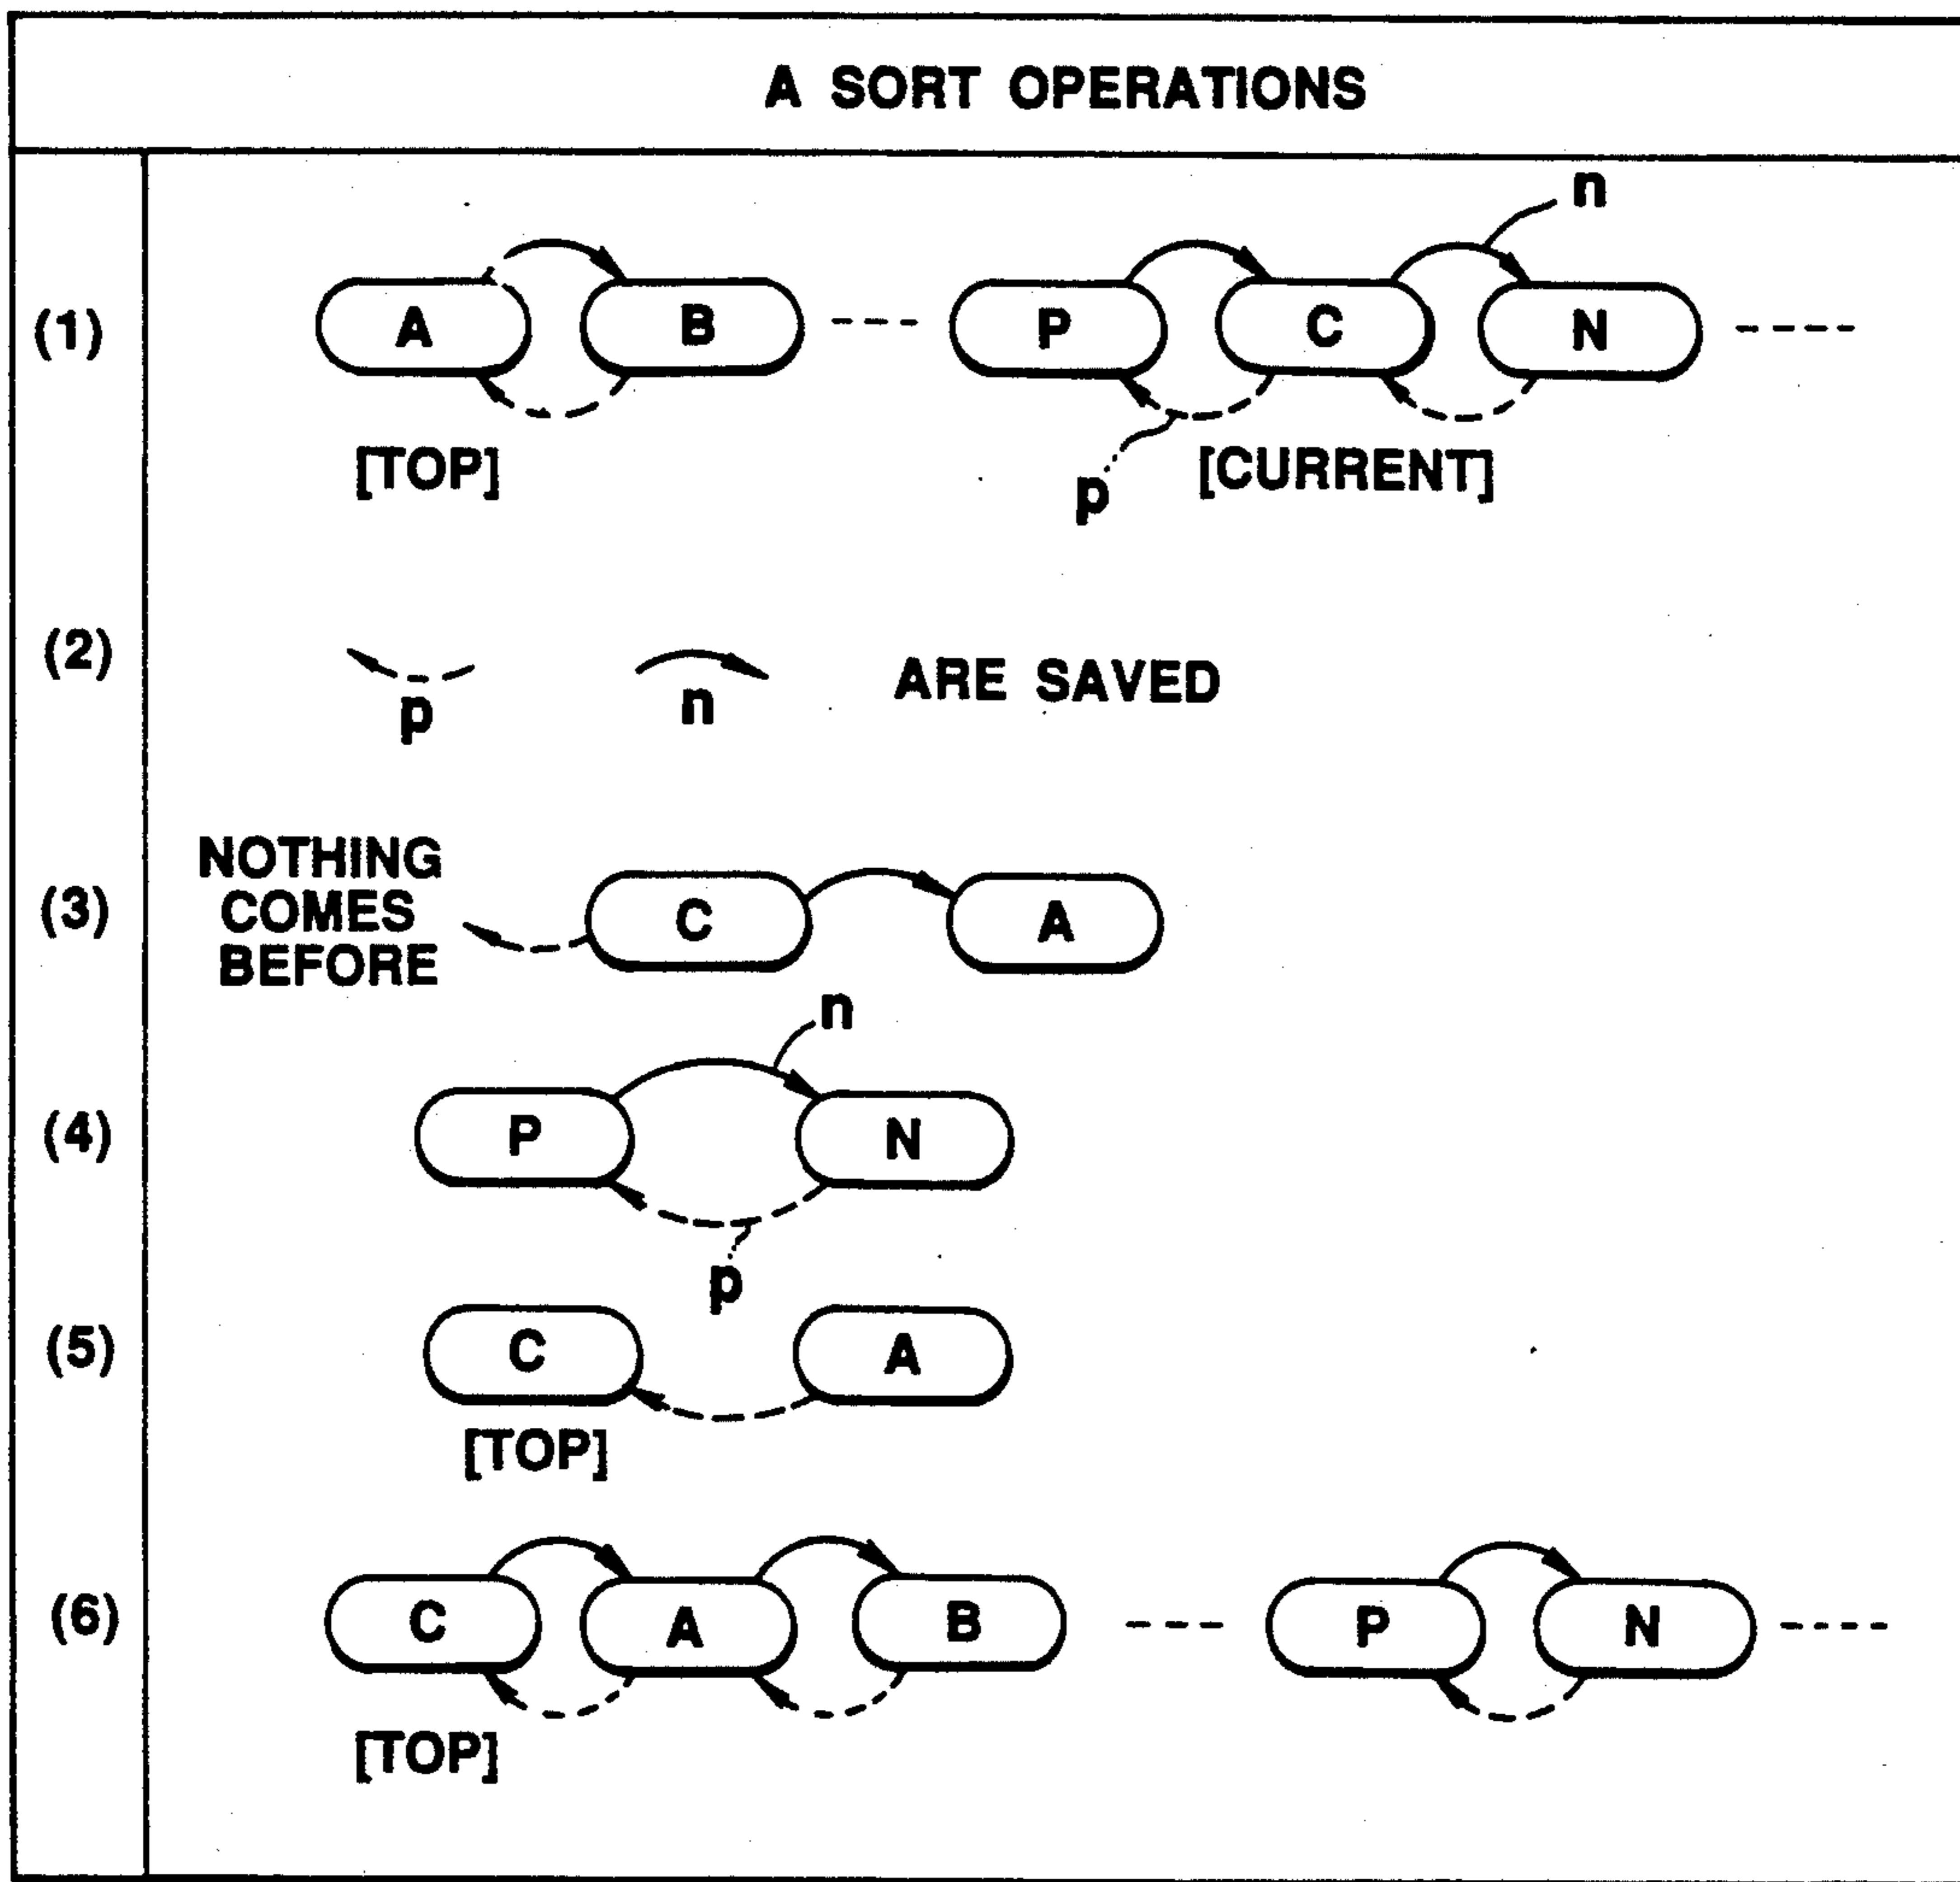 A SORT OPERATIONS
n
(1) A B --- P C N ----
[TOP] [CURRENT]
p
(2) p n ARE SAVED
NOTHING
(3) COMES C A
BEFORE
n
(4) P N
p
(5) C A
[TOP]
(6) C A B --- P N ----
[TOP]